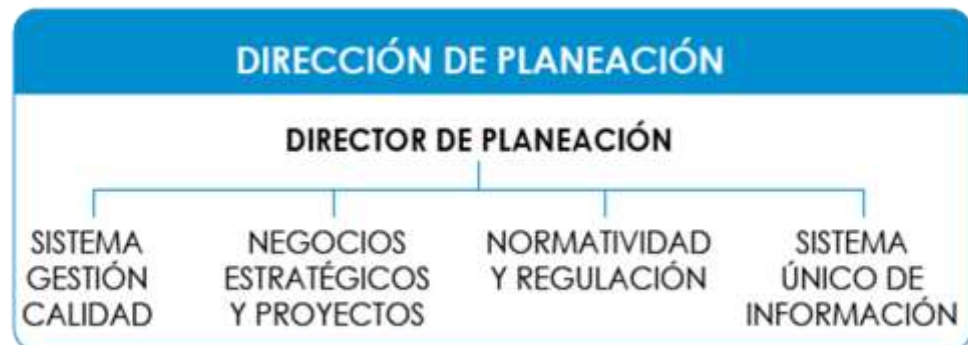 DIRECCIÓN DE PLANEACIÓN
DIRECTOR DE PLANEACIÓN
SISTEMA
GESTIÓN
CALIDAD
NEGOCIOS
ESTRATÉGICOS
Y PROYECTOS
NORMATIVIDAD
Y REGULACIÓN
SISTEMA
ÚNICO DE
INFORMACIÓN